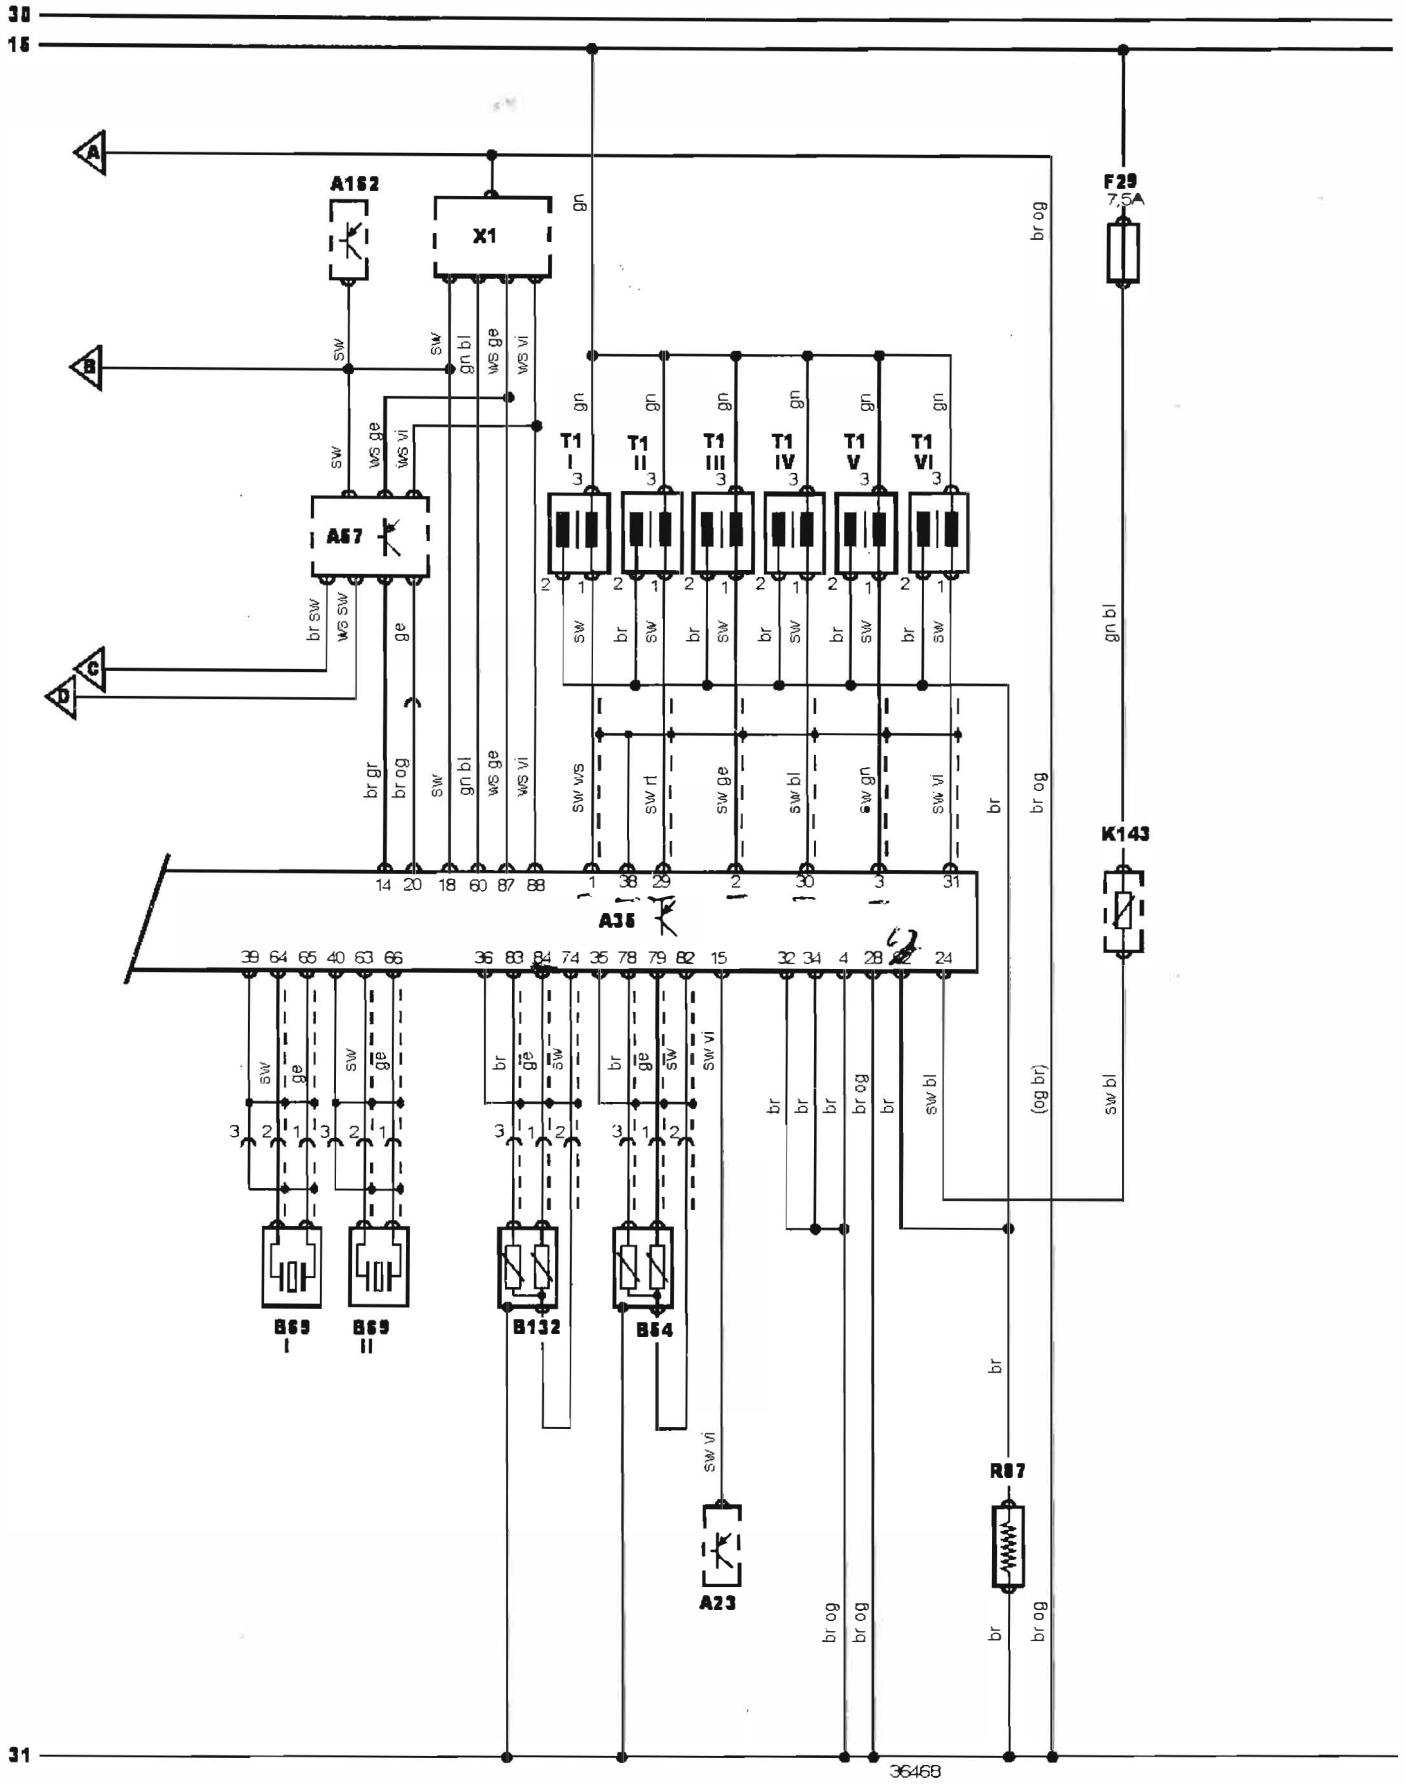 30
15
A
A162
X1
F29
7,5A
gn
br og
B
sw
sw
gn bl
ws ge
ws vi
gn
gn
gn
gn
gn
gn
sw
ws ge
ws vi
T1 I
T1 II
T1 III
T1 IV
T1 V
T1 VI
3
3
3
3
3
3
A67
2
1
2
1
2
1
2
1
2
1
2
1
br sw
ws sw
ge
sw
br
sw
br
sw
br
sw
br
sw
br
sw
gn bl
C
D
br gr
br og
sw
gn bl
ws ge
ws vi
sw ws
sw rt
sw ge
sw bl
sw gn
sw vi
br
br og
K143
14 20 18 60 87 88 1 38 29 2 30 3 31
A35
39 64 65 40 63 66 36 83 84 74 35 78 79 82 15 32 34 4 28 24
sw
ge
sw
ge
br
ge
sw
br
ge
sw
sw vi
br
br
br
br og
br
sw bl
(og br)
sw bl
3 2 1 3 2 1 3 1 2 3 1 2
B69 I
B69 II
B132
B54
br
sw vi
R87
A23
br og
br og
br
br og
31
36468